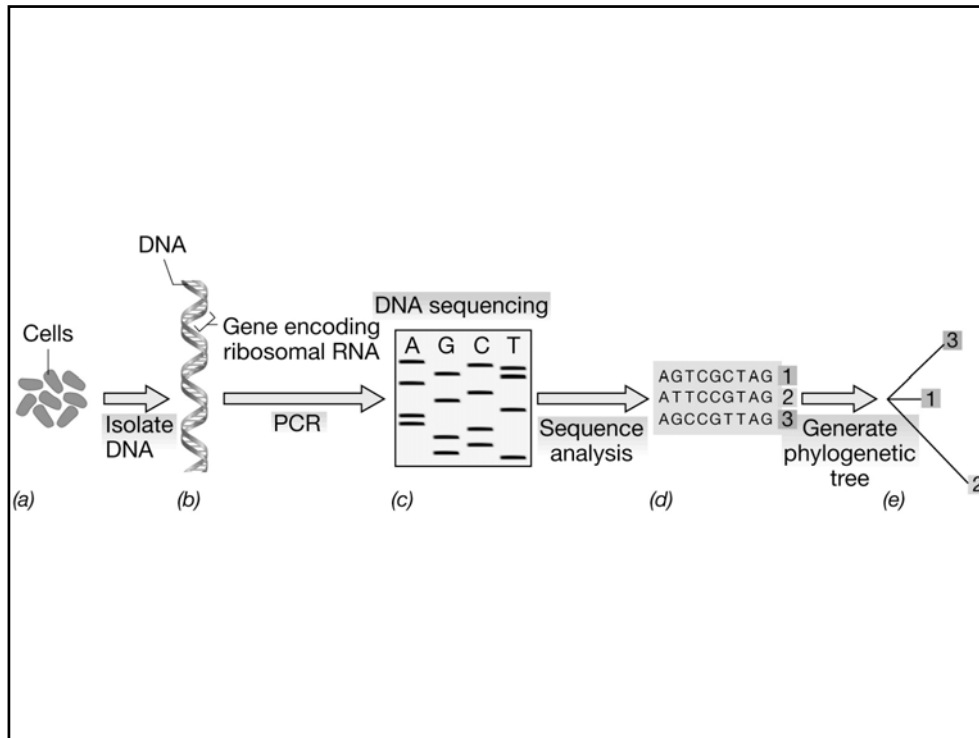 DNA
Cells
Isolate
DNA
Gene encoding
ribosomal RNA
PCR
DNA sequencing
A G C T
Sequence
analysis
AGTCGCTAG 1
ATTCCGTAG 2
AGCCGTTAG 3
Generate
phylogenetic
tree
3
1
2
(a) (b) (c) (d) (e)